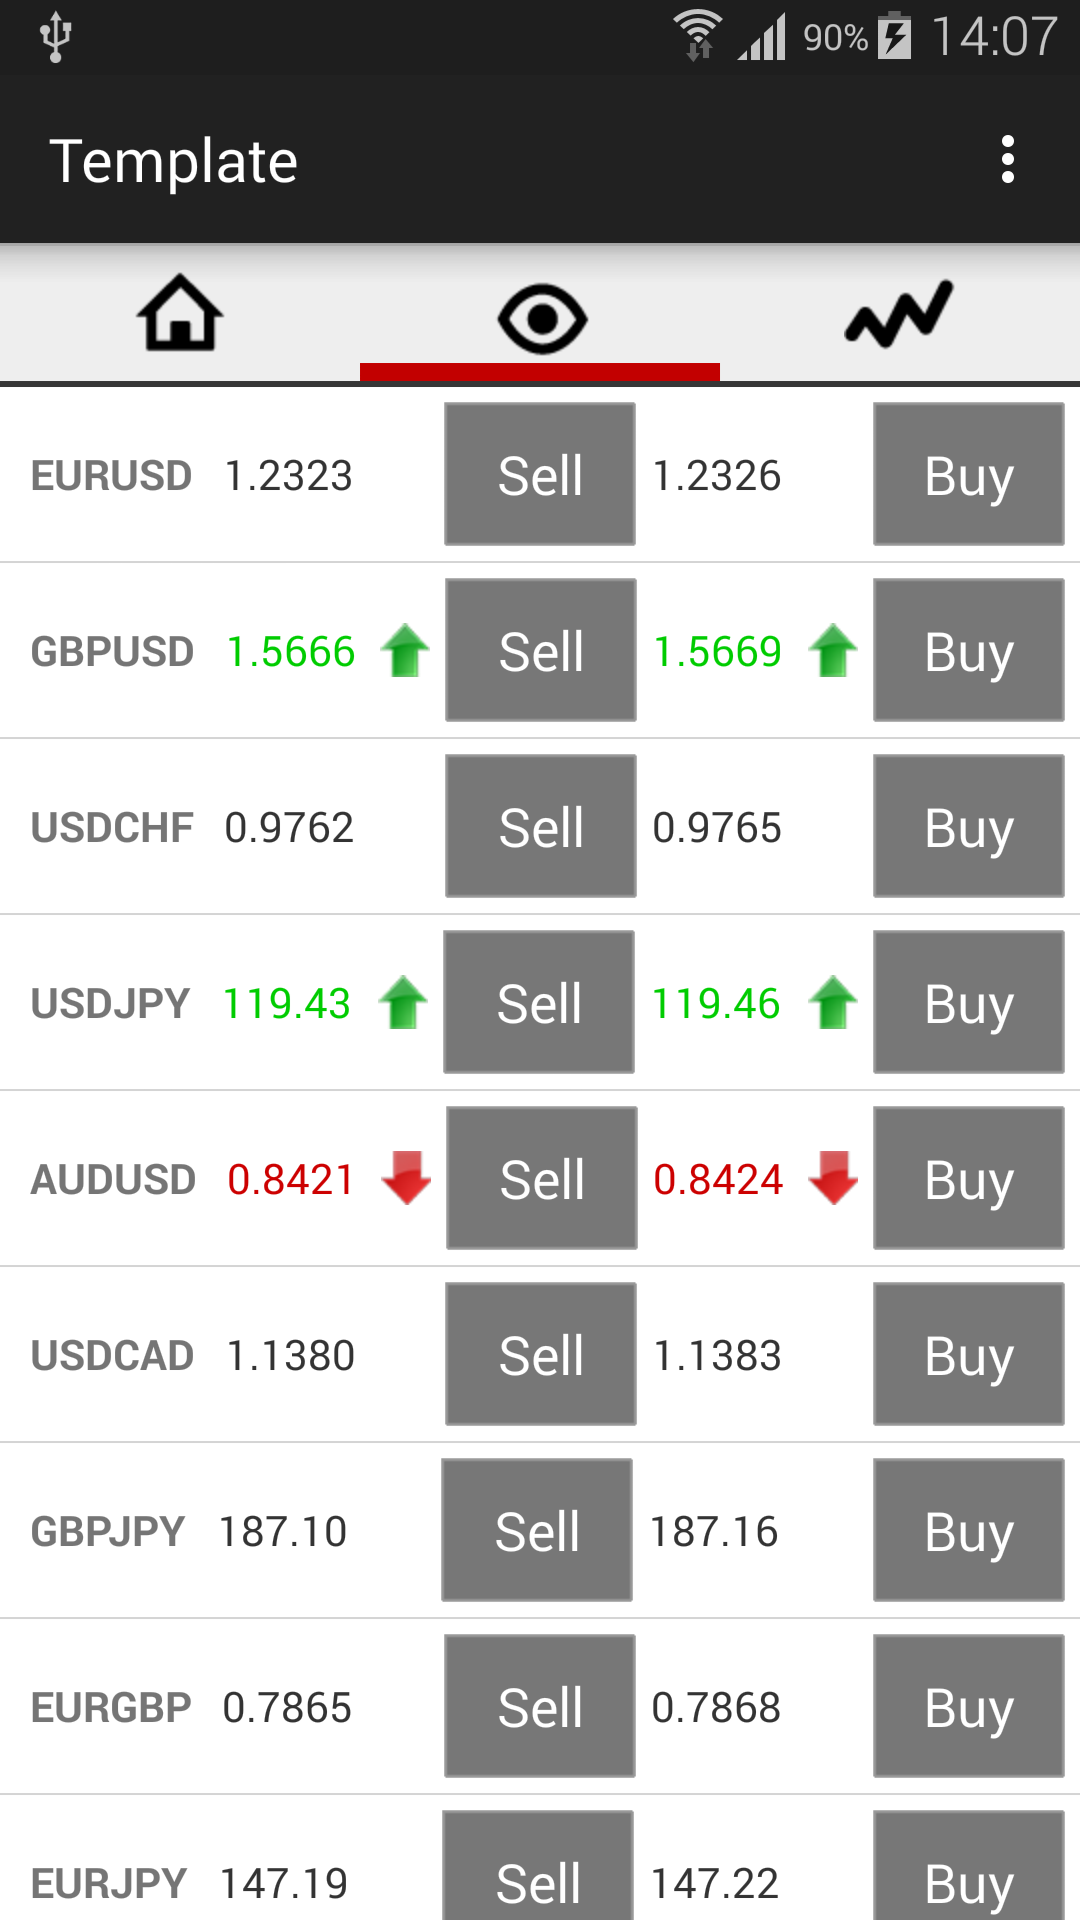 90% 14:07
Template
EURUSD 1.2323 Sell 1.2326 Buy
GBPUSD 1.5666 Sell 1.5669 Buy
USDCHF 0.9762 Sell 0.9765 Buy
USDJPY 119.43 Sell 119.46 Buy
AUDUSD 0.8421 Sell 0.8424 Buy
USDCAD 1.1380 Sell 1.1383 Buy
GBPJPY 187.10 Sell 187.16 Buy
EURGBP 0.7865 Sell 0.7868 Buy
EURJPY 147.19 Sell 147.22 Buy